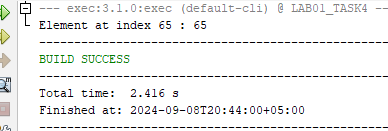 --- exec:3.1.0:exec (default-cli) @ LAB01_TASK4 ---
Element at index 65 : 65
------------------------------------------------------------------------
BUILD SUCCESS
------------------------------------------------------------------------
Total time:  2.416 s
Finished at: 2024-09-08T20:44:00+05:00
------------------------------------------------------------------------